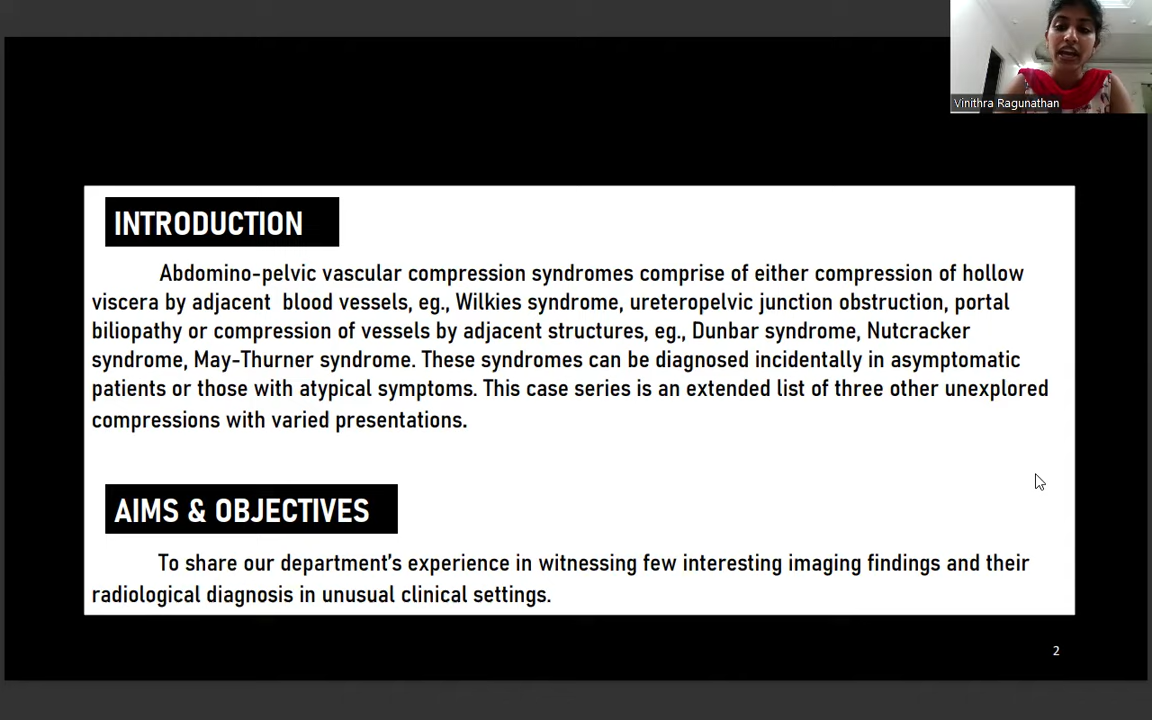 Vinithra Ragunathan
INTRODUCTION
Abdomino-pelvic vascular compression syndromes comprise of either compression of hollow
viscera by adjacent blood vessels, eg., Wilkies syndrome, ureteropelvic junction obstruction, portal
biliopathy or compression of vessels by adjacent structures, eg., Dunbar syndrome, Nutcracker
syndrome, May-Thurner syndrome. These syndromes can be diagnosed incidentally in asymptomatic
patients or those with atypical symptoms. This case series is an extended list of three other unexplored
compressions with varied presentations.
AIMS & OBJECTIVES
To share our department's experience in witnessing few interesting imaging findings and their
radiological diagnosis in unusual clinical settings.
2